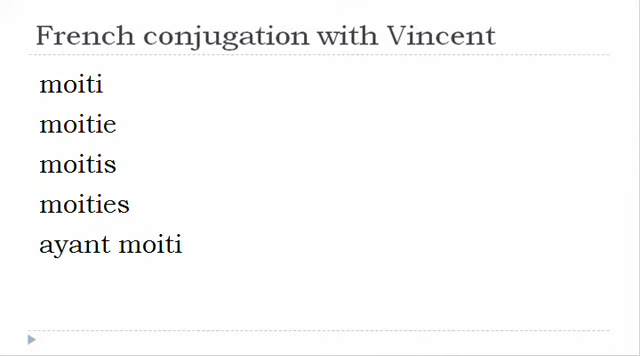 French conjugation with Vincent
moiti
moitie
moitis
moities
ayant moiti